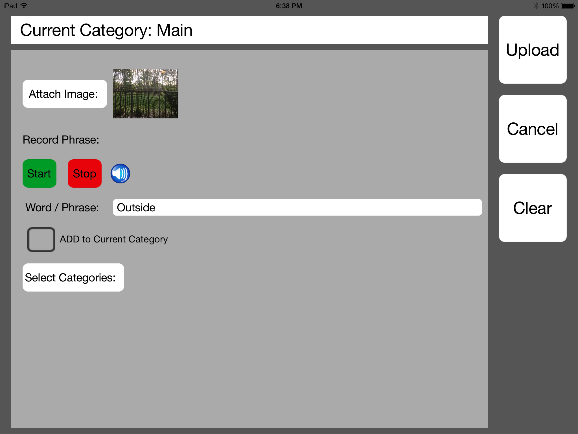 iPad 6:38 PM 100%
Current Category: Main
Upload
Attach Image:
Cancel
Record Phrase:
Start Stop
Word / Phrase: Outside
Clear
ADD to Current Category
Select Categories: